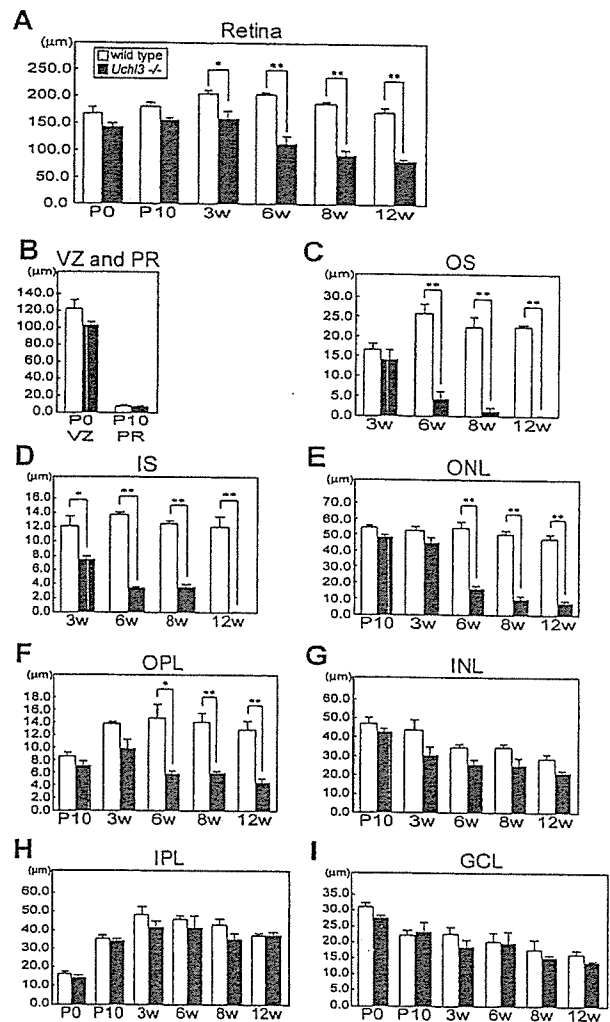 A
Retina
(μm)
wild type
Uchl3 -/-
* ** ** **
250.0
200.0
150.0
100.0
50.0
0.0
P0 P10 3w 6w 8w 12w
B
VZ and PR
(μm)
140.0
120.0
100.0
80.0
60.0
40.0
20.0
0.0
P0 P10
VZ PR
C
OS
(μm)
** ** **
30.0
25.0
20.0
15.0
10.0
5.0
0.0
3w 6w 8w 12w
D
IS
(μm)
* ** ** **
16.0
14.0
12.0
10.0
8.0
6.0
4.0
2.0
0.0
3w 6w 8w 12w
E
ONL
(μm)
** ** **
70.0
60.0
50.0
40.0
30.0
20.0
10.0
0.0
P10 3w 6w 8w 12w
F
OPL
(μm)
* ** **
18.0
16.0
14.0
12.0
10.0
8.0
6.0
4.0
2.0
0.0
P10 3w 6w 8w 12w
G
INL
(μm)
60.0
50.0
40.0
30.0
20.0
10.0
0.0
P10 3w 6w 8w 12w
H
IPL
(μm)
60.0
50.0
40.0
30.0
20.0
10.0
0.0
P0 P10 3w 6w 8w 12w
I
GCL
(μm)
35.0
30.0
25.0
20.0
15.0
10.0
5.0
0.0
P0 P10 3w 6w 8w 12w